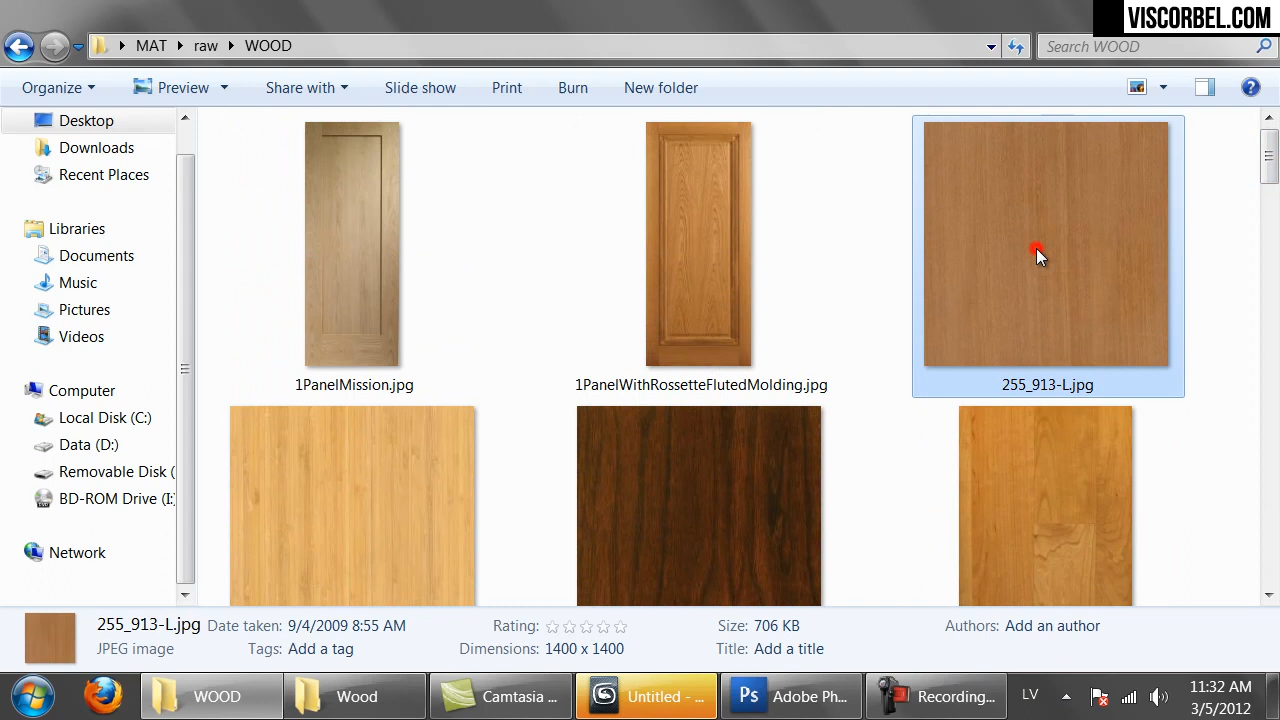 VISCORBEL.COM
MAT raw WOOD
Search WOOD
Organize Preview Share with Slide show Print Burn New folder
Desktop
Downloads
Recent Places
Libraries
Documents
Music
Pictures
Videos
Computer
Local Disk (C:)
Data (D:)
Removable Disk (
BD-ROM Drive (I:
Network
1PanelMission.jpg
1PanelWithRossetteFlutedMolding.jpg
255_913-L.jpg
255_913-L.jpg Date taken: 9/4/2009 8:55 AM Rating: Size: 706 KB Authors: Add an author
JPEG image Tags: Add a tag Dimensions: 1400 x 1400 Title: Add a title
WOOD Wood Camtasia ... Untitled - ... Ps Adobe Ph... Recording... LV 11:32 AM
3/5/2012